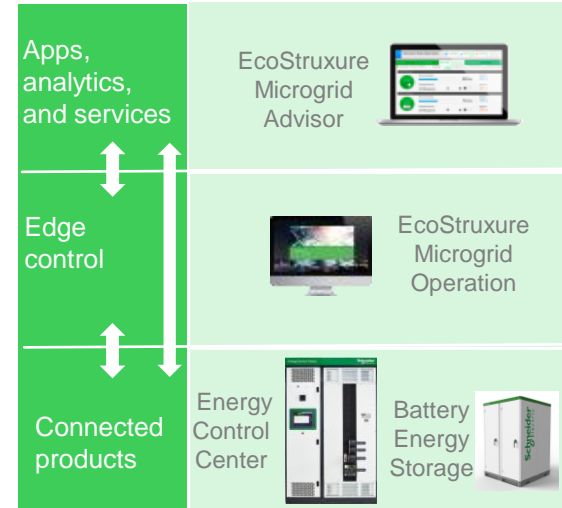 Apps,
analytics,
and services
EcoStruxure
Microgrid
Advisor
Edge
control
EcoStruxure
Microgrid
Operation
Connected
products
Energy
Control
Center
Battery
Energy
Storage
Schneider